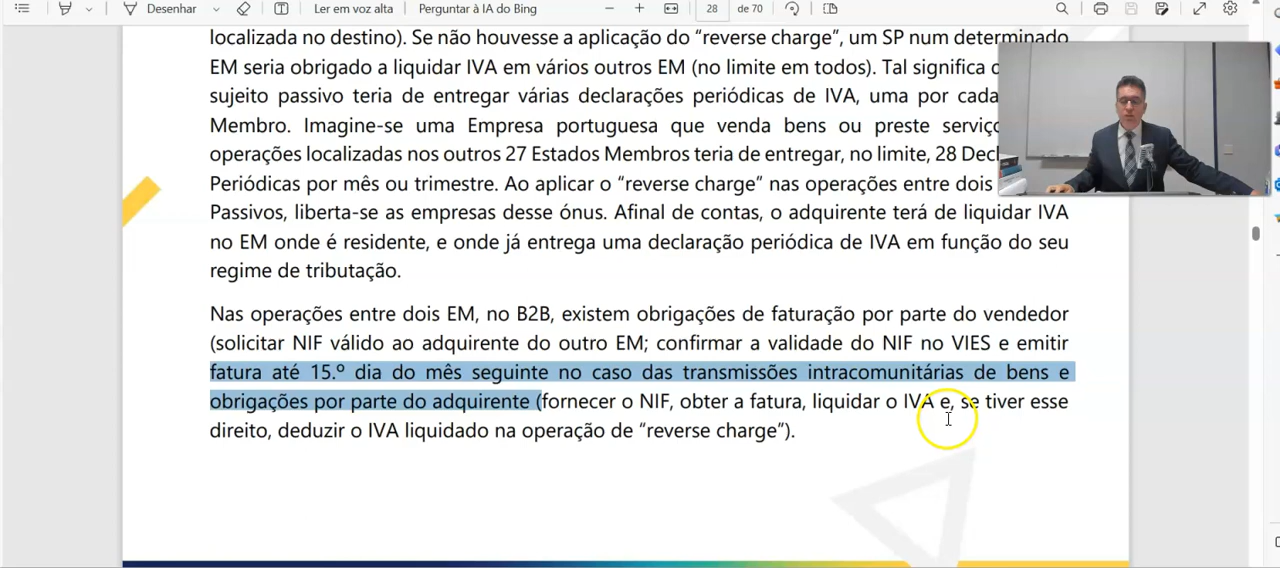 Desenhar
Ler em voz alta
Perguntar à IA do Bing
28
de 70
localizada no destino). Se não houvesse a aplicação do “reverse charge”, um SP num determinado
EM seria obrigado a liquidar IVA em vários outros EM (no limite em todos). Tal significa
sujeito passivo teria de entregar várias declarações periódicas de IVA, uma por cada
Membro. Imagine-se uma Empresa portuguesa que venda bens ou preste
operações localizadas nos outros 27 Estados Membros teria de entregar, no limite, 28
Periódicas por mês ou trimestre. Ao aplicar o “reverse charge” nas operações entre dois
Passivos, liberta-se as empresas desse ónus. Afinal de contas, o adquirente terá de liquidar IVA
no EM onde é residente, e onde já entrega uma declaração periódica de IVA em função do seu
regime de tributação.
Nas operações entre dois EM, no B2B, existem obrigações de faturação por parte do vendedor
(solicitar NIF válido ao adquirente do outro EM; confirmar a validade do NIF no VIES e emitir
fatura até 15.º dia do mês seguinte no caso das transmissões intracomunitárias de bens e
obrigações por parte do adquirente (fornecer o NIF, obter a fatura, liquidar o IVA e, se tiver esse
direito, deduzir o IVA liquidado na operação de “reverse charge”).